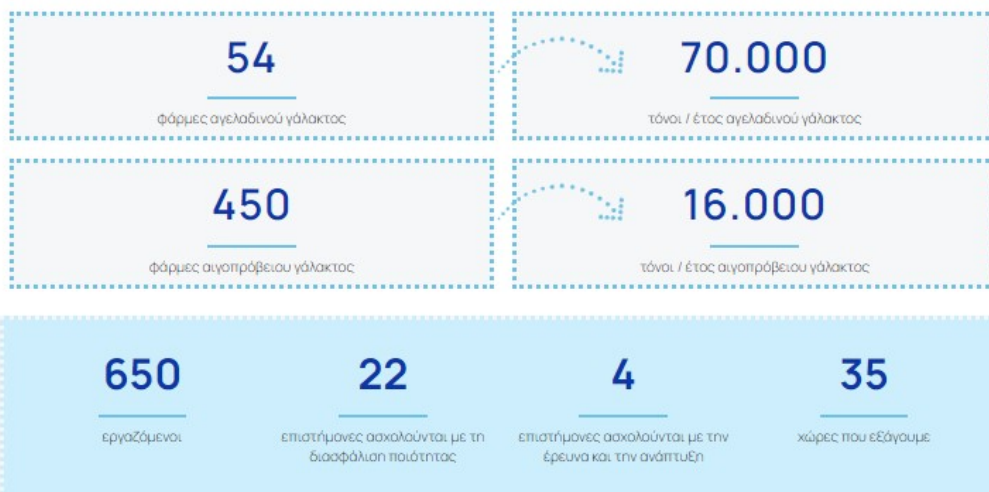 54
φάρμες αγελαδινού γάλακτος
70.000
τόνοι / έτος αγελαδινού γάλακτος
450
φάρμες αιγοπρόβειου γάλακτος
16.000
τόνοι / έτος αιγοπρόβειου γάλακτος
650
εργαζόμενοι
22
επιστήμονες ασχολούνται με τη
διασφάλιση ποιότητας
4
επιστήμονες ασχολούνται με την
έρευνα και την ανάπτυξη
35
χώρες που εξάγουμε